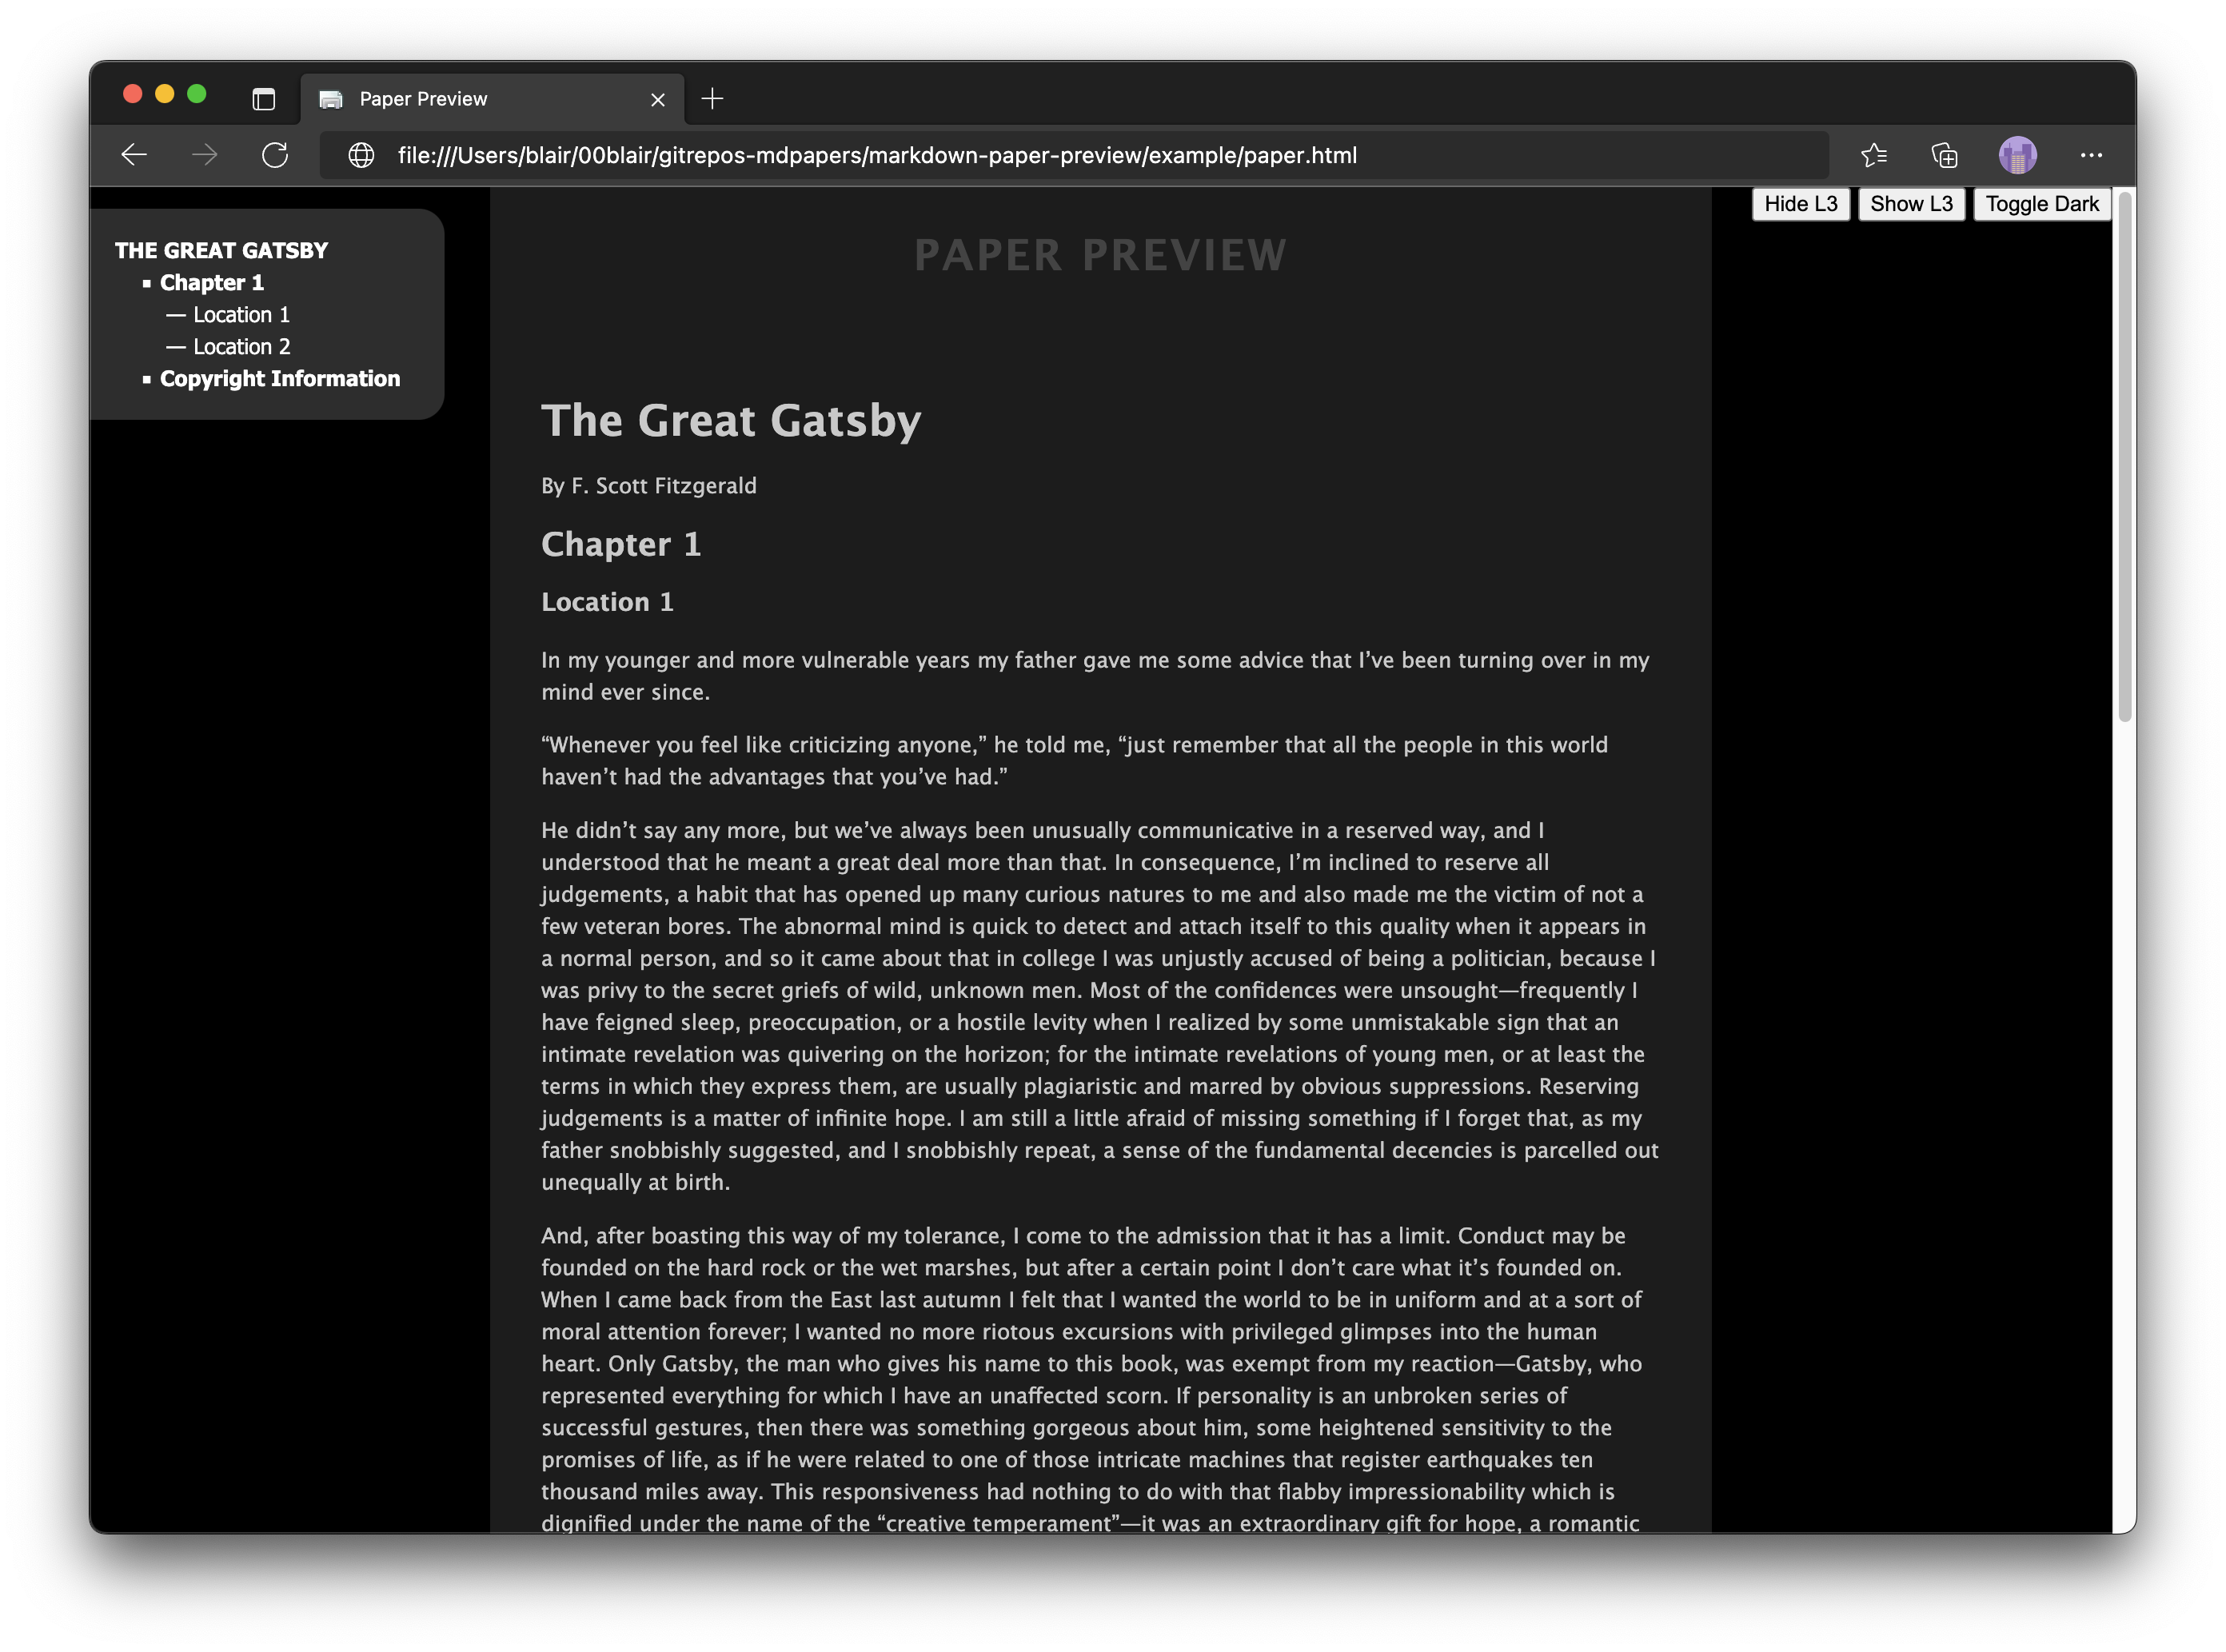 Paper Preview
file:///Users/blair/00blair/gitrepos-mdpapers/markdown-paper-preview/example/paper.html
Hide L3 Show L3 Toggle Dark
THE GREAT GATSBY
▪ Chapter 1
— Location 1
— Location 2
▪ Copyright Information
PAPER PREVIEW
The Great Gatsby
By F. Scott Fitzgerald
Chapter 1
Location 1
In my younger and more vulnerable years my father gave me some advice that I’ve been turning over in my
mind ever since.
“Whenever you feel like criticizing anyone,” he told me, “just remember that all the people in this world
haven’t had the advantages that you’ve had.”
He didn’t say any more, but we’ve always been unusually communicative in a reserved way, and I
understood that he meant a great deal more than that. In consequence, I’m inclined to reserve all
judgements, a habit that has opened up many curious natures to me and also made me the victim of not a
few veteran bores. The abnormal mind is quick to detect and attach itself to this quality when it appears in
a normal person, and so it came about that in college I was unjustly accused of being a politician, because I
was privy to the secret griefs of wild, unknown men. Most of the confidences were unsought—frequently I
have feigned sleep, preoccupation, or a hostile levity when I realized by some unmistakable sign that an
intimate revelation was quivering on the horizon; for the intimate revelations of young men, or at least the
terms in which they express them, are usually plagiaristic and marred by obvious suppressions. Reserving
judgements is a matter of infinite hope. I am still a little afraid of missing something if I forget that, as my
father snobbishly suggested, and I snobbishly repeat, a sense of the fundamental decencies is parcelled out
unequally at birth.
And, after boasting this way of my tolerance, I come to the admission that it has a limit. Conduct may be
founded on the hard rock or the wet marshes, but after a certain point I don’t care what it’s founded on.
When I came back from the East last autumn I felt that I wanted the world to be in uniform and at a sort of
moral attention forever; I wanted no more riotous excursions with privileged glimpses into the human
heart. Only Gatsby, the man who gives his name to this book, was exempt from my reaction—Gatsby, who
represented everything for which I have an unaffected scorn. If personality is an unbroken series of
successful gestures, then there was something gorgeous about him, some heightened sensitivity to the
promises of life, as if he were related to one of those intricate machines that register earthquakes ten
thousand miles away. This responsiveness had nothing to do with that flabby impressionability which is
dignified under the name of the “creative temperament”—it was an extraordinary gift for hope, a romantic